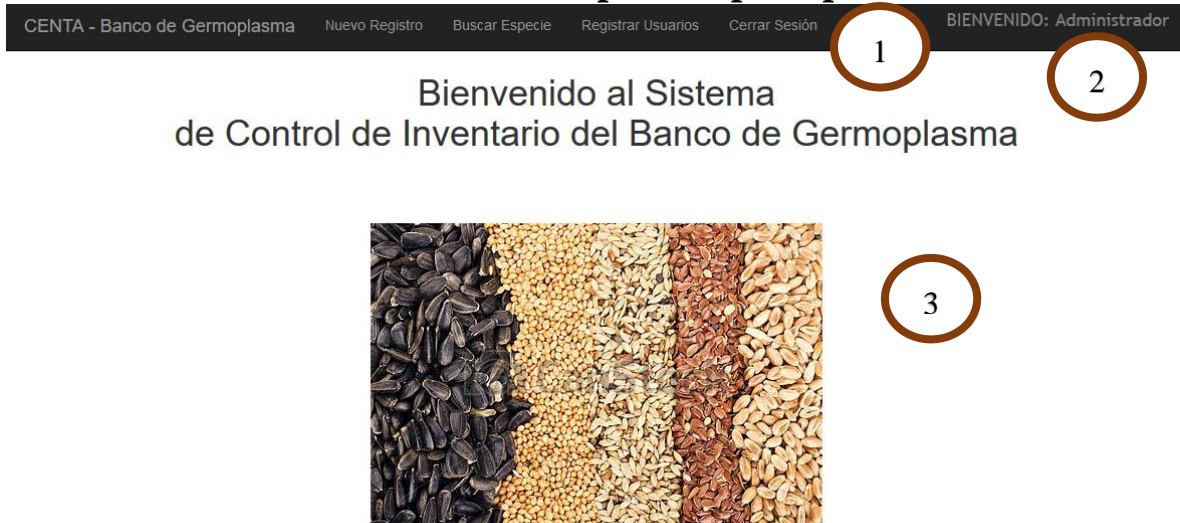 CENTA - Banco de Germoplasma Nuevo Registro Buscar Especie Registrar Usuarios Cerrar Sesión BIENVENIDO: Administrador
1
2
Bienvenido al Sistema
de Control de Inventario del Banco de Germoplasma
3